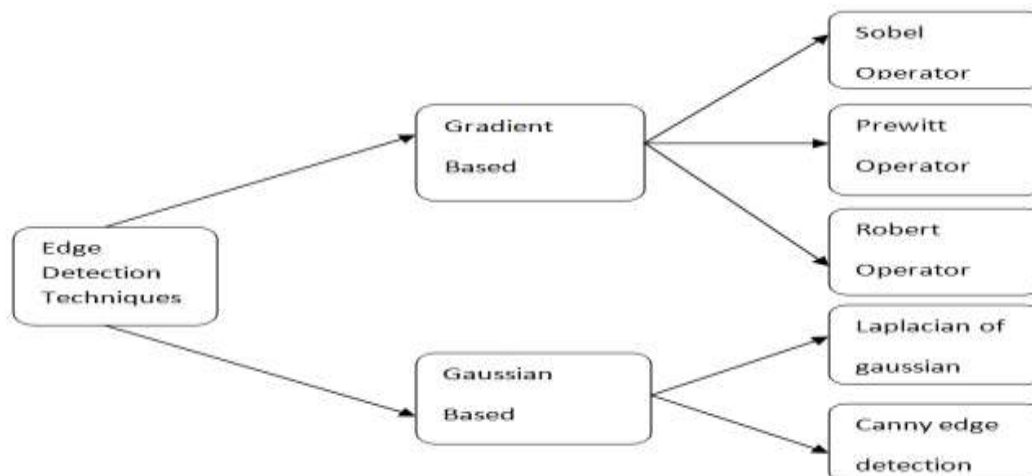 Edge
Detection
Techniques
Gradient
Based
Gaussian
Based
Sobel
Operator
Prewitt
Operator
Robert
Operator
Laplacian of
gaussian
Canny edge
detection